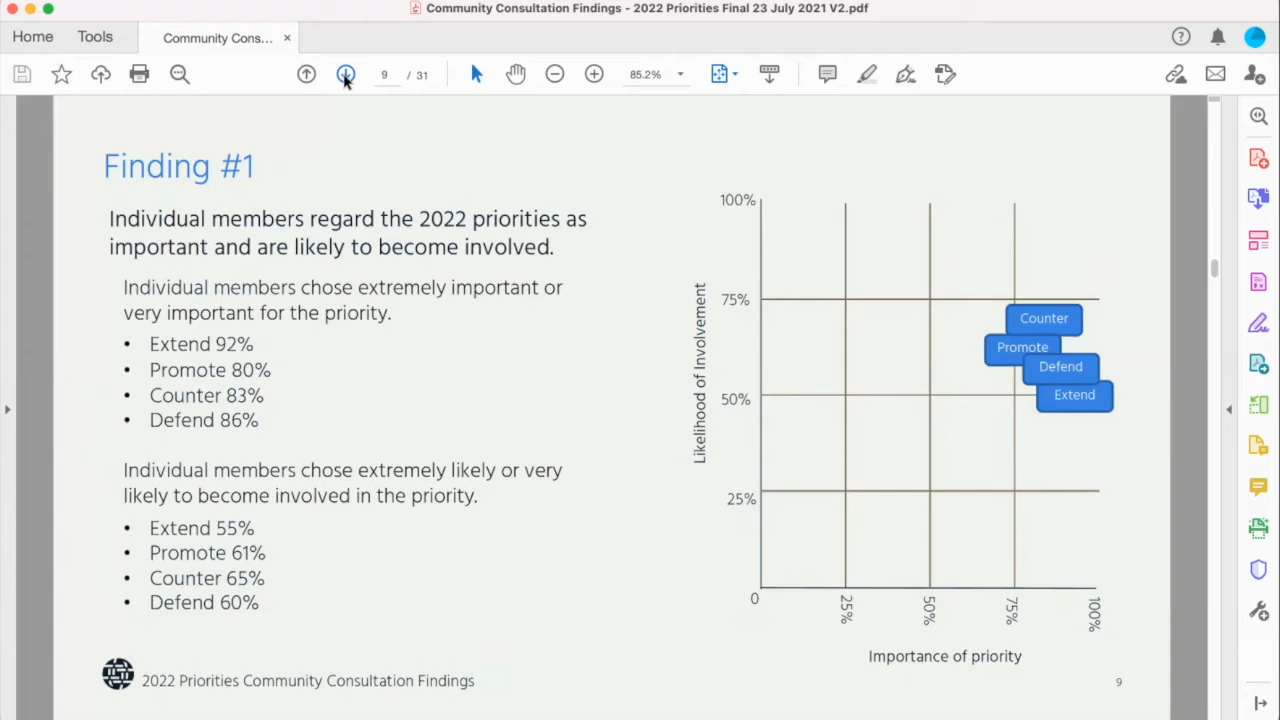 Community Consultation Findings - 2022 Priorities Final 23 July 2021 V2.pdf
Home
Tools
Community Cons... ×
9 / 31
85.2%
Finding #1
Individual members regard the 2022 priorities as
important and are likely to become involved.
Individual members chose extremely important or
very important for the priority.
• Extend 92%
• Promote 80%
• Counter 83%
• Defend 86%
Individual members chose extremely likely or very
likely to become involved in the priority.
• Extend 55%
• Promote 61%
• Counter 65%
• Defend 60%
Likelihood of Involvement
100%
75%
50%
25%
0
Counter
Promote
Defend
Extend
25%
50%
75%
100%
Importance of priority
2022 Priorities Community Consultation Findings
9